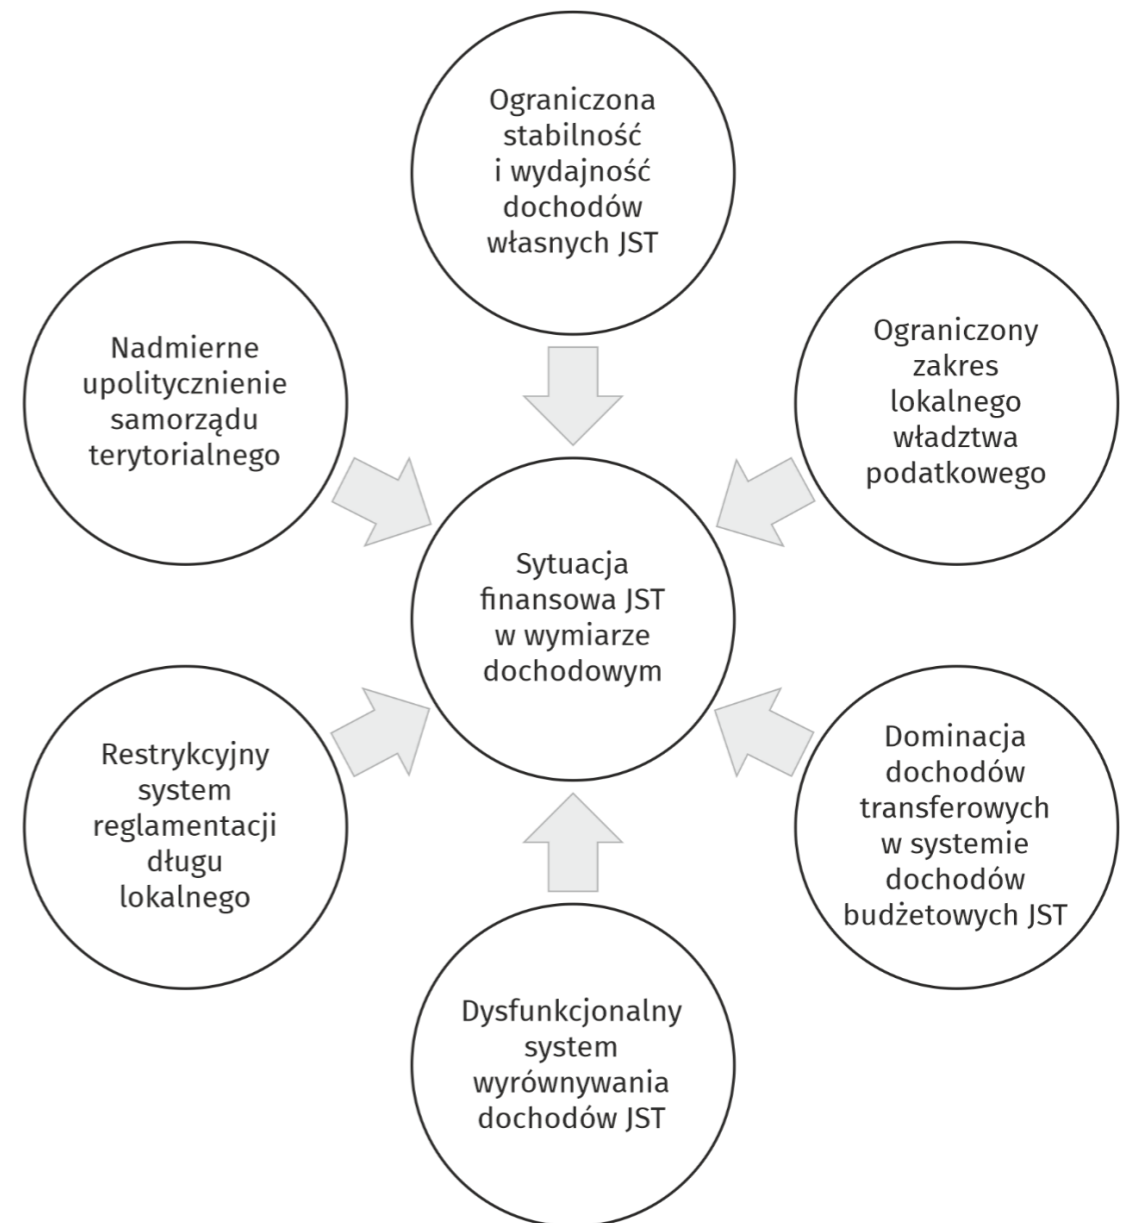 Ograniczona
stabilność
i wydajność
dochodów
własnych JST
Ograniczony
zakres
lokalnego
władztwa
podatkowego
Dominacja
dochodów
transferowych
w systemie
dochodów
budżetowych JST
Dysfunkcjonalny
system
wyrównywania
dochodów JST
Restrykcyjny
system
reglamentacji
długu
lokalnego
Nadmierne
upolitycznienie
samorządu
terytorialnego
Sytuacja
finansowa JST
w wymiarze
dochodowym